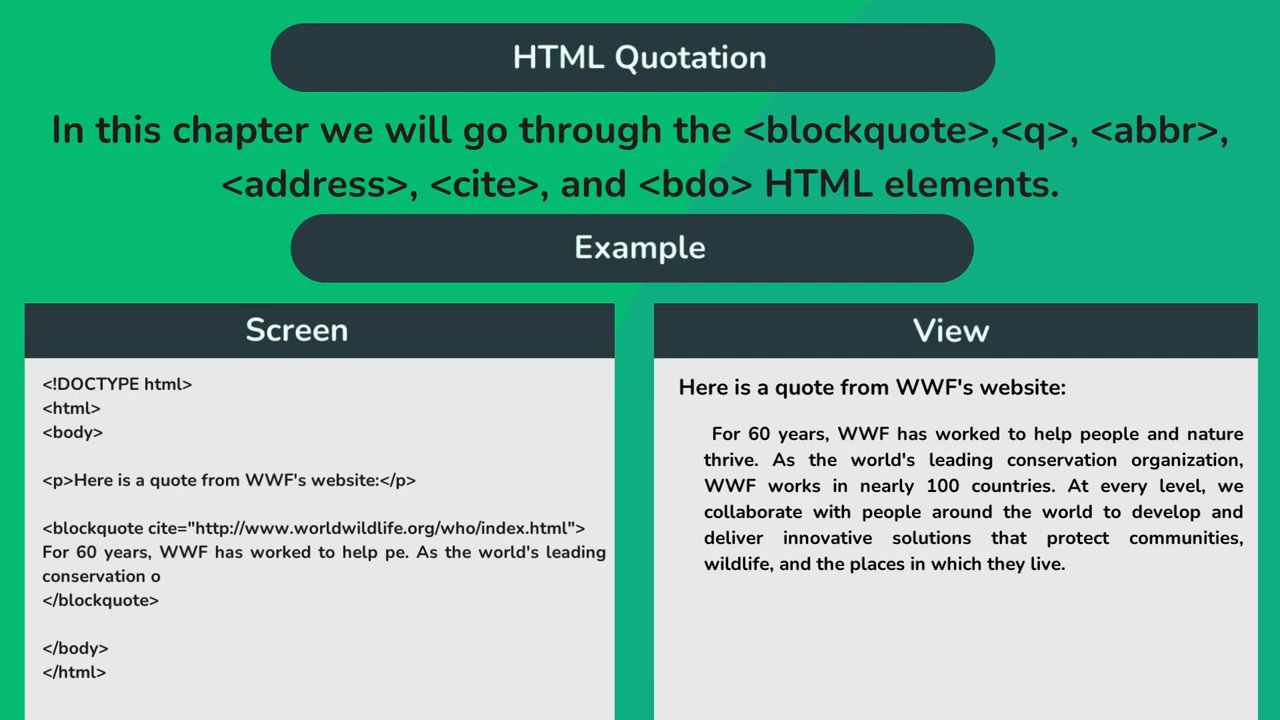 HTML Quotation
In this chapter we will go through the <blockquote>,<q>, <abbr>,
<address>, <cite>, and <bdo> HTML elements.
Example
Screen
<!DOCTYPE html>
<html>
<body>
<p>Here is a quote from WWF's website:</p>
<blockquote cite="http://www.worldwildlife.org/who/index.html">
For 60 years, WWF has worked to help pe. As the world's leading
conservation o
</blockquote>
</body>
</html>
View
Here is a quote from WWF's website:
For 60 years, WWF has worked to help people and nature
thrive. As the world's leading conservation organization,
WWF works in nearly 100 countries. At every level, we
collaborate with people around the world to develop and
deliver innovative solutions that protect communities,
wildlife, and the places in which they live.